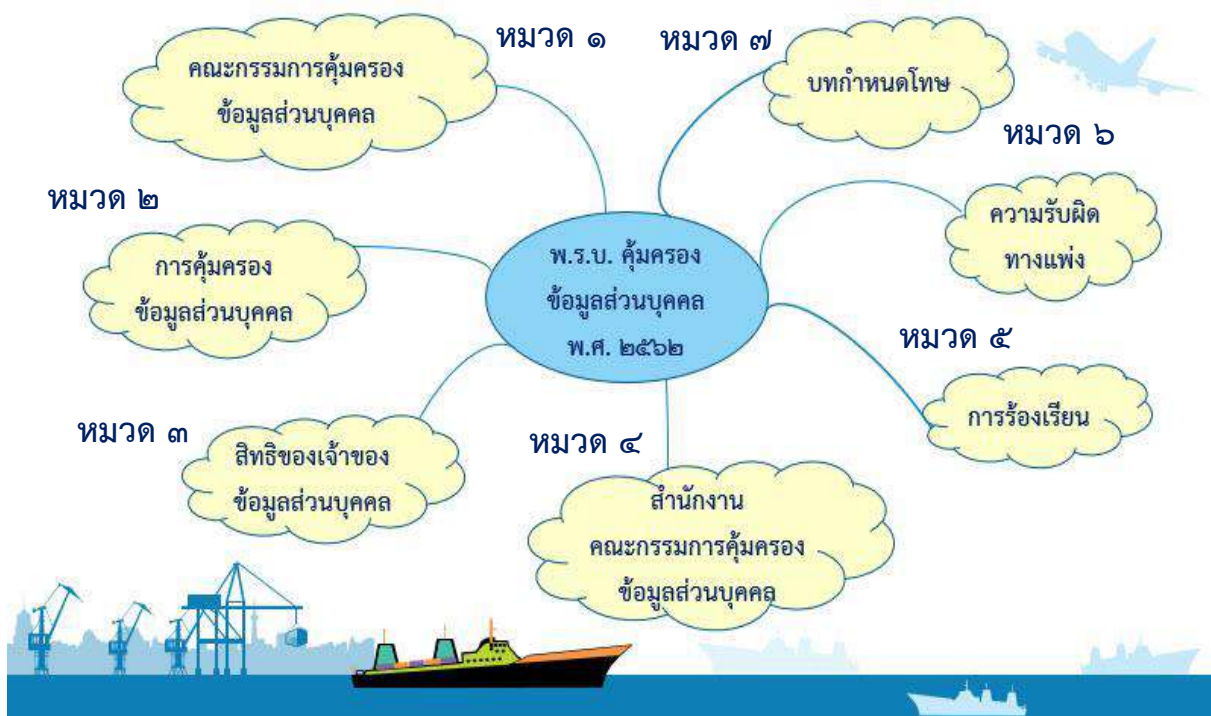 หมวด ๑
คณะกรรมการคุ้มครอง
ข้อมูลส่วนบุคคล
หมวด ๗
บทกำหนดโทษ
หมวด ๖
ความรับผิด
ทางแพ่ง
หมวด ๒
การคุ้มครอง
ข้อมูลส่วนบุคคล
พ.ร.บ. คุ้มครอง
ข้อมูลส่วนบุคคล
พ.ศ. ๒๕๖๒
หมวด ๕
การร้องเรียน
หมวด ๓
สิทธิของเจ้าของ
ข้อมูลส่วนบุคคล
หมวด ๔
สำนักงาน
คณะกรรมการคุ้มครอง
ข้อมูลส่วนบุคคล